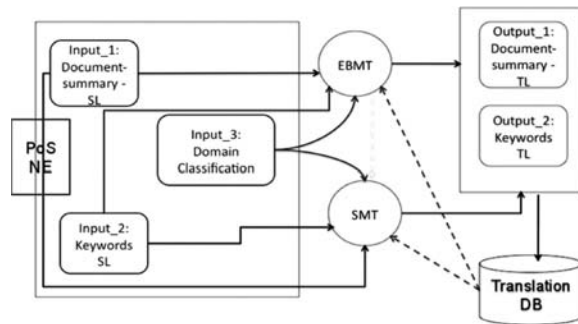 Input_1:
Document-
summary -
SL
EBMT
Output_1:
Document-
summary -
TL
Output_2:
Keywords
TL
PoS
NE
Input_3:
Domain
Classification
Input_2:
Keywords
SL
SMT
Translation
DB